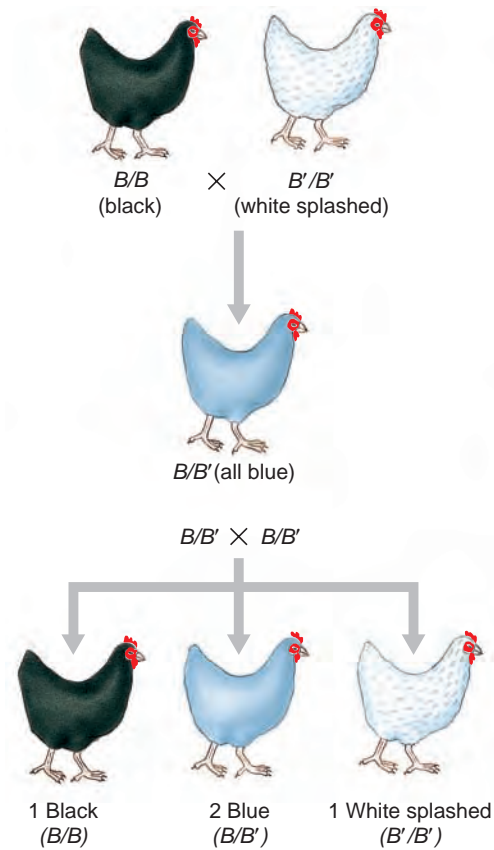 B/B × B′/B′
(black) (white splashed)
B/B′ (all blue)
B/B′ × B/B′
1 Black 2 Blue 1 White splashed
(B/B) (B/B′) (B′/B′)